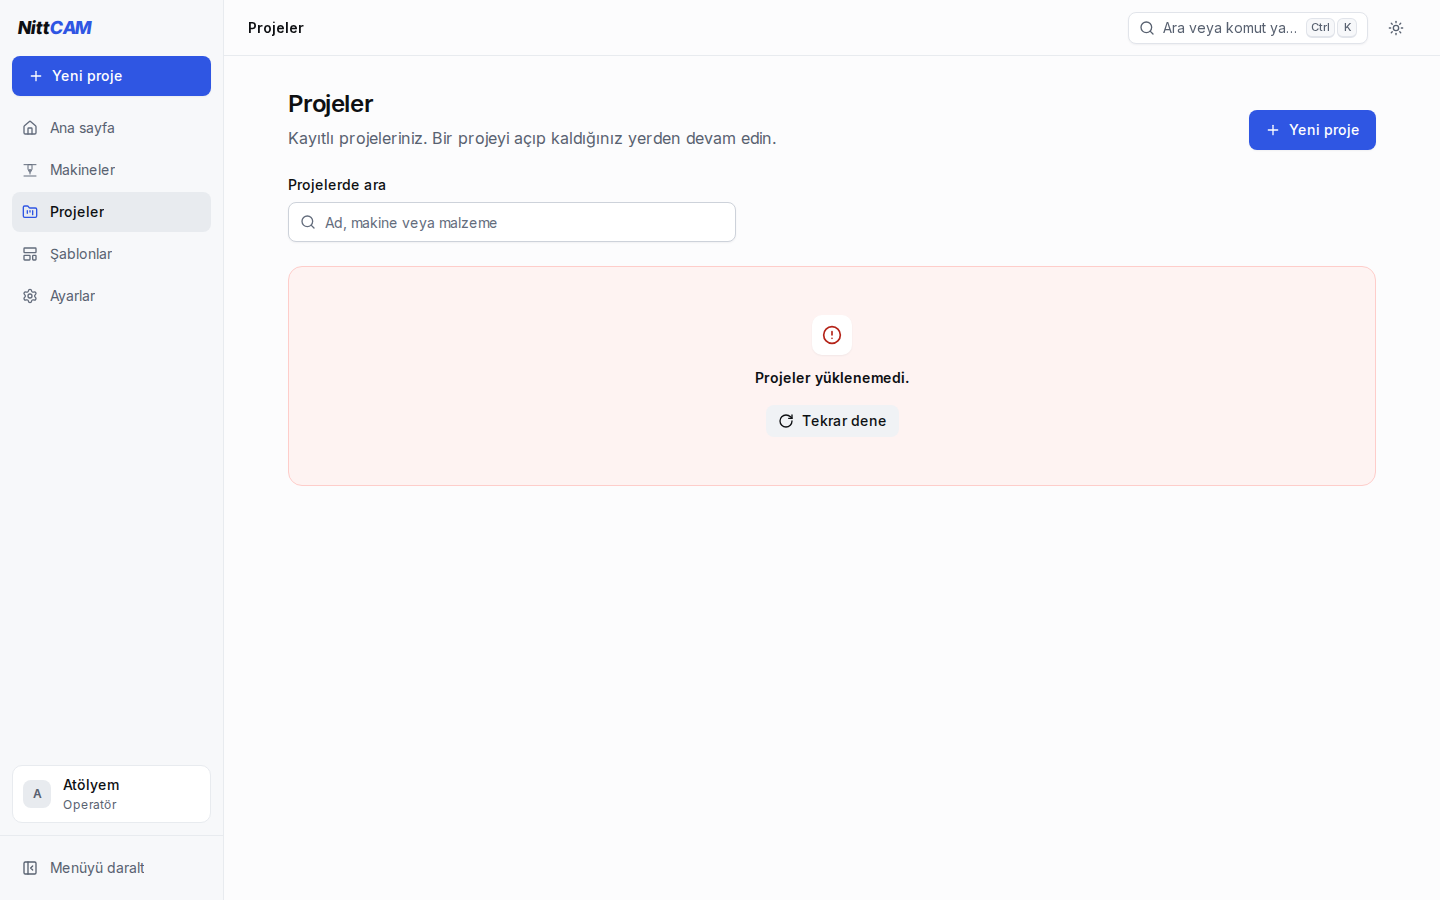 NittCAM
Yeni proje
Ana sayfa
Makineler
Projeler
Şablonlar
Ayarlar
Atölyem
A
Operatör
Menüyü daralt
Projeler
Ara veya komut ya... Ctrl K
Projeler
Kayıtlı projeleriniz. Bir projeyi açıp kaldığınız yerden devam edin.
Yeni proje
Projelerde ara
Ad, makine veya malzeme
Projeler yüklenemedi.
Tekrar dene